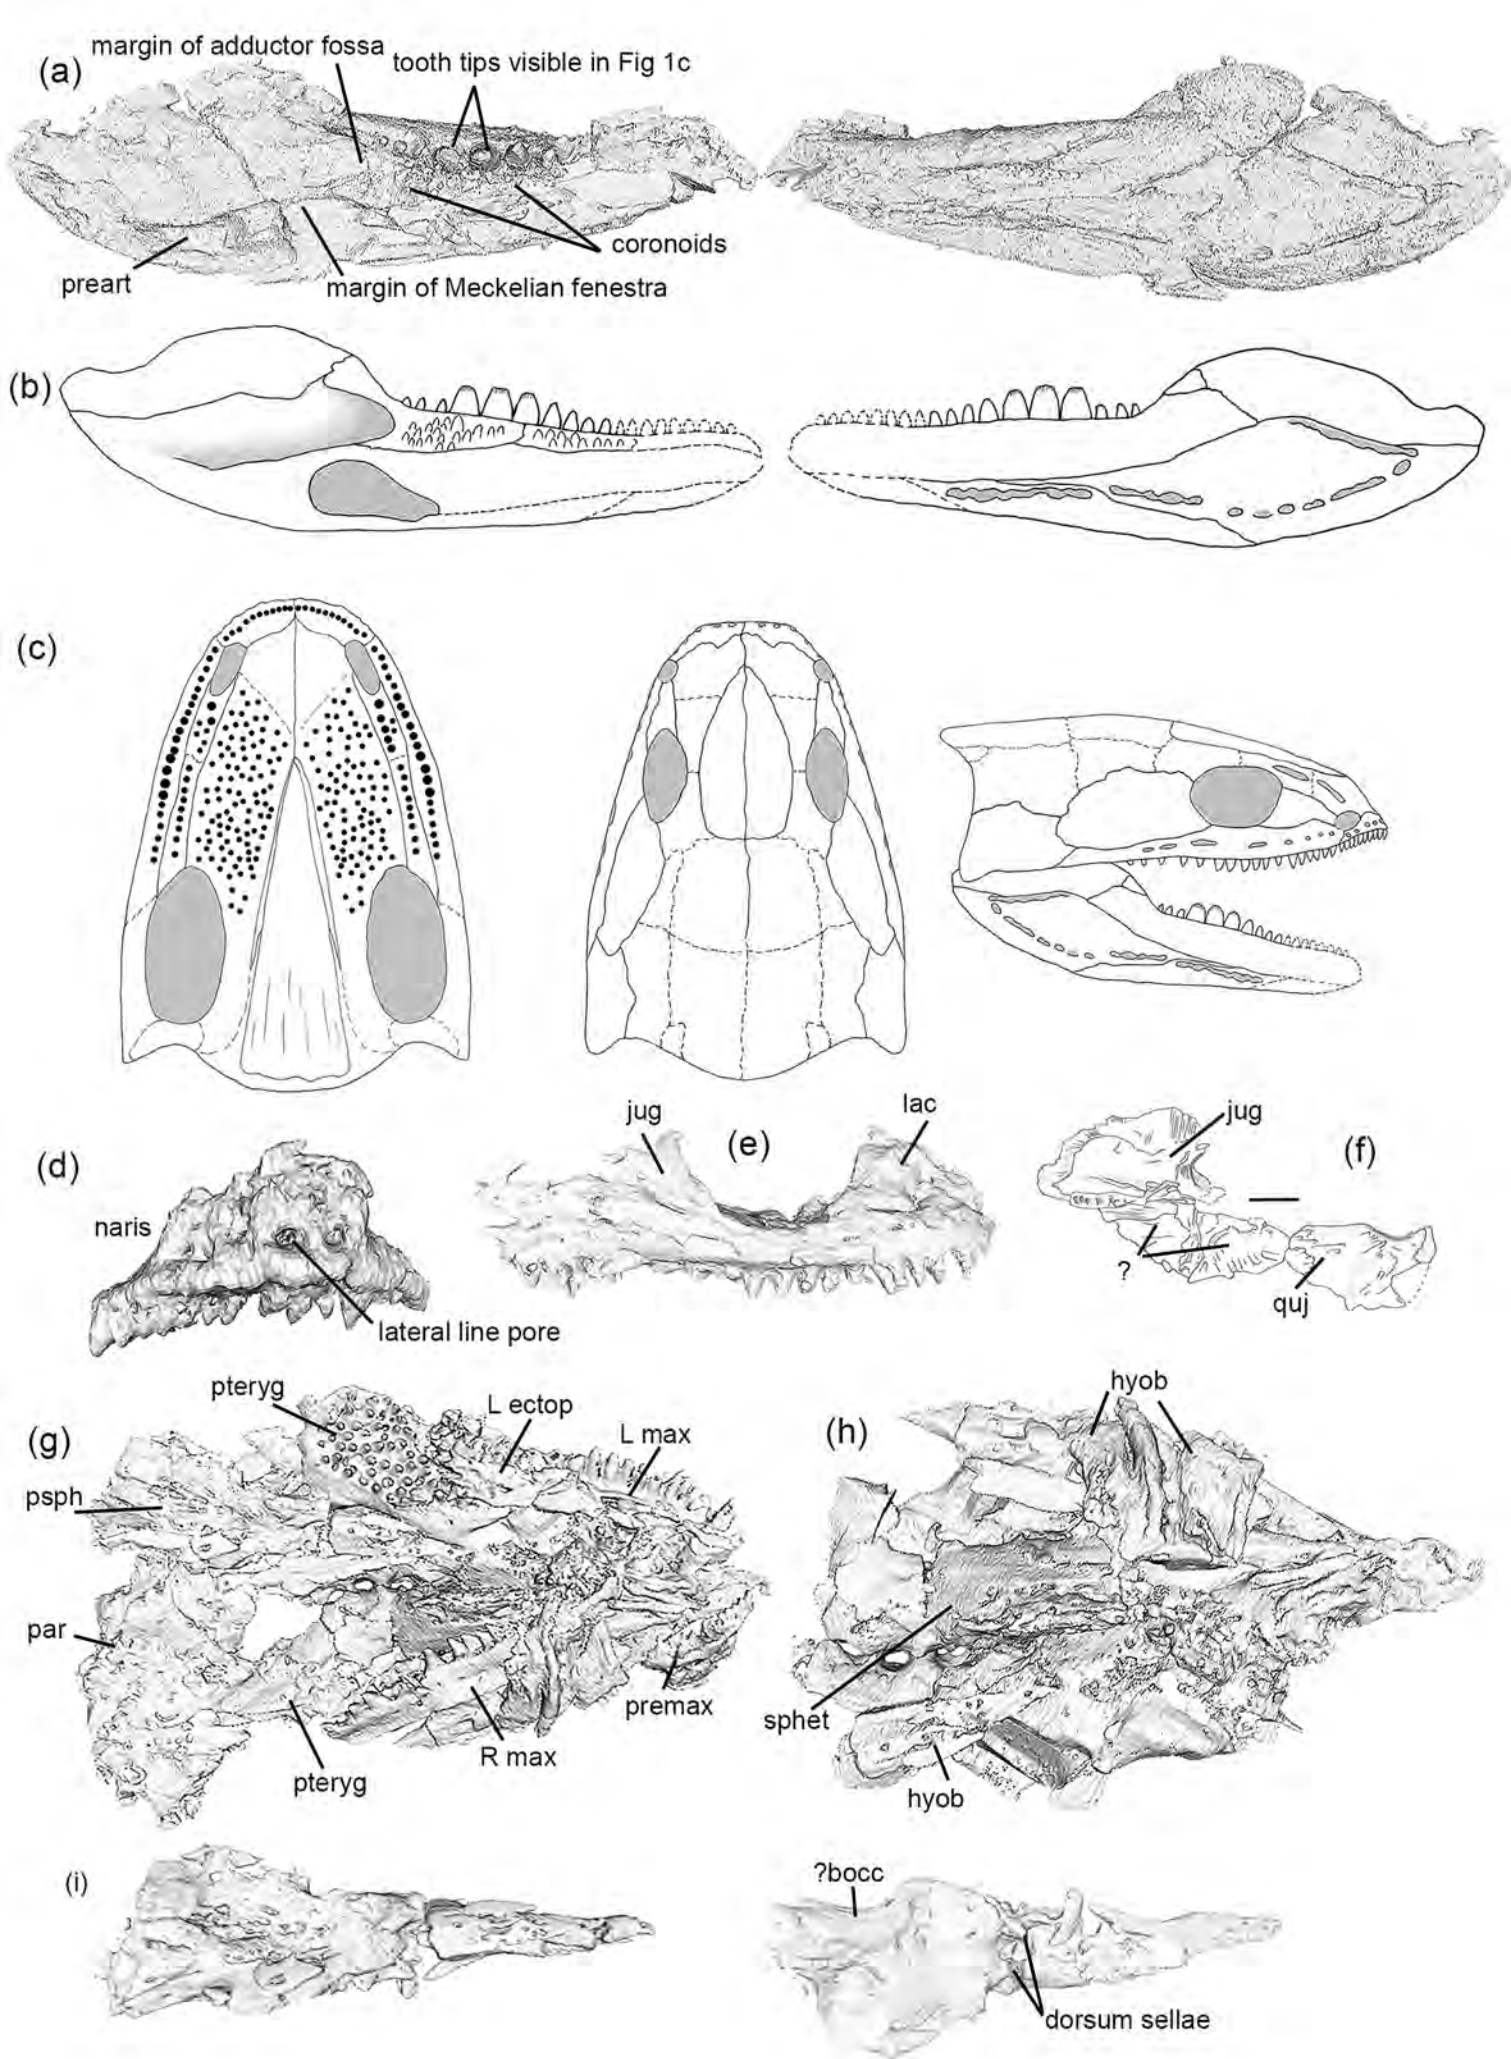 (a)
margin of adductor fossa
tooth tips visible in Fig 1c
coronoids
preart
margin of Meckelian fenestra
(b)
(c)
(d)
naris
lateral line pore
jug
(e)
lac
jug
(f)
?
quj
(g)
pteryg
L ectop
L max
psph
par
pteryg
R max
premax
(h)
hyob
sphet
hyob
(i)
?bocc
dorsum sellae